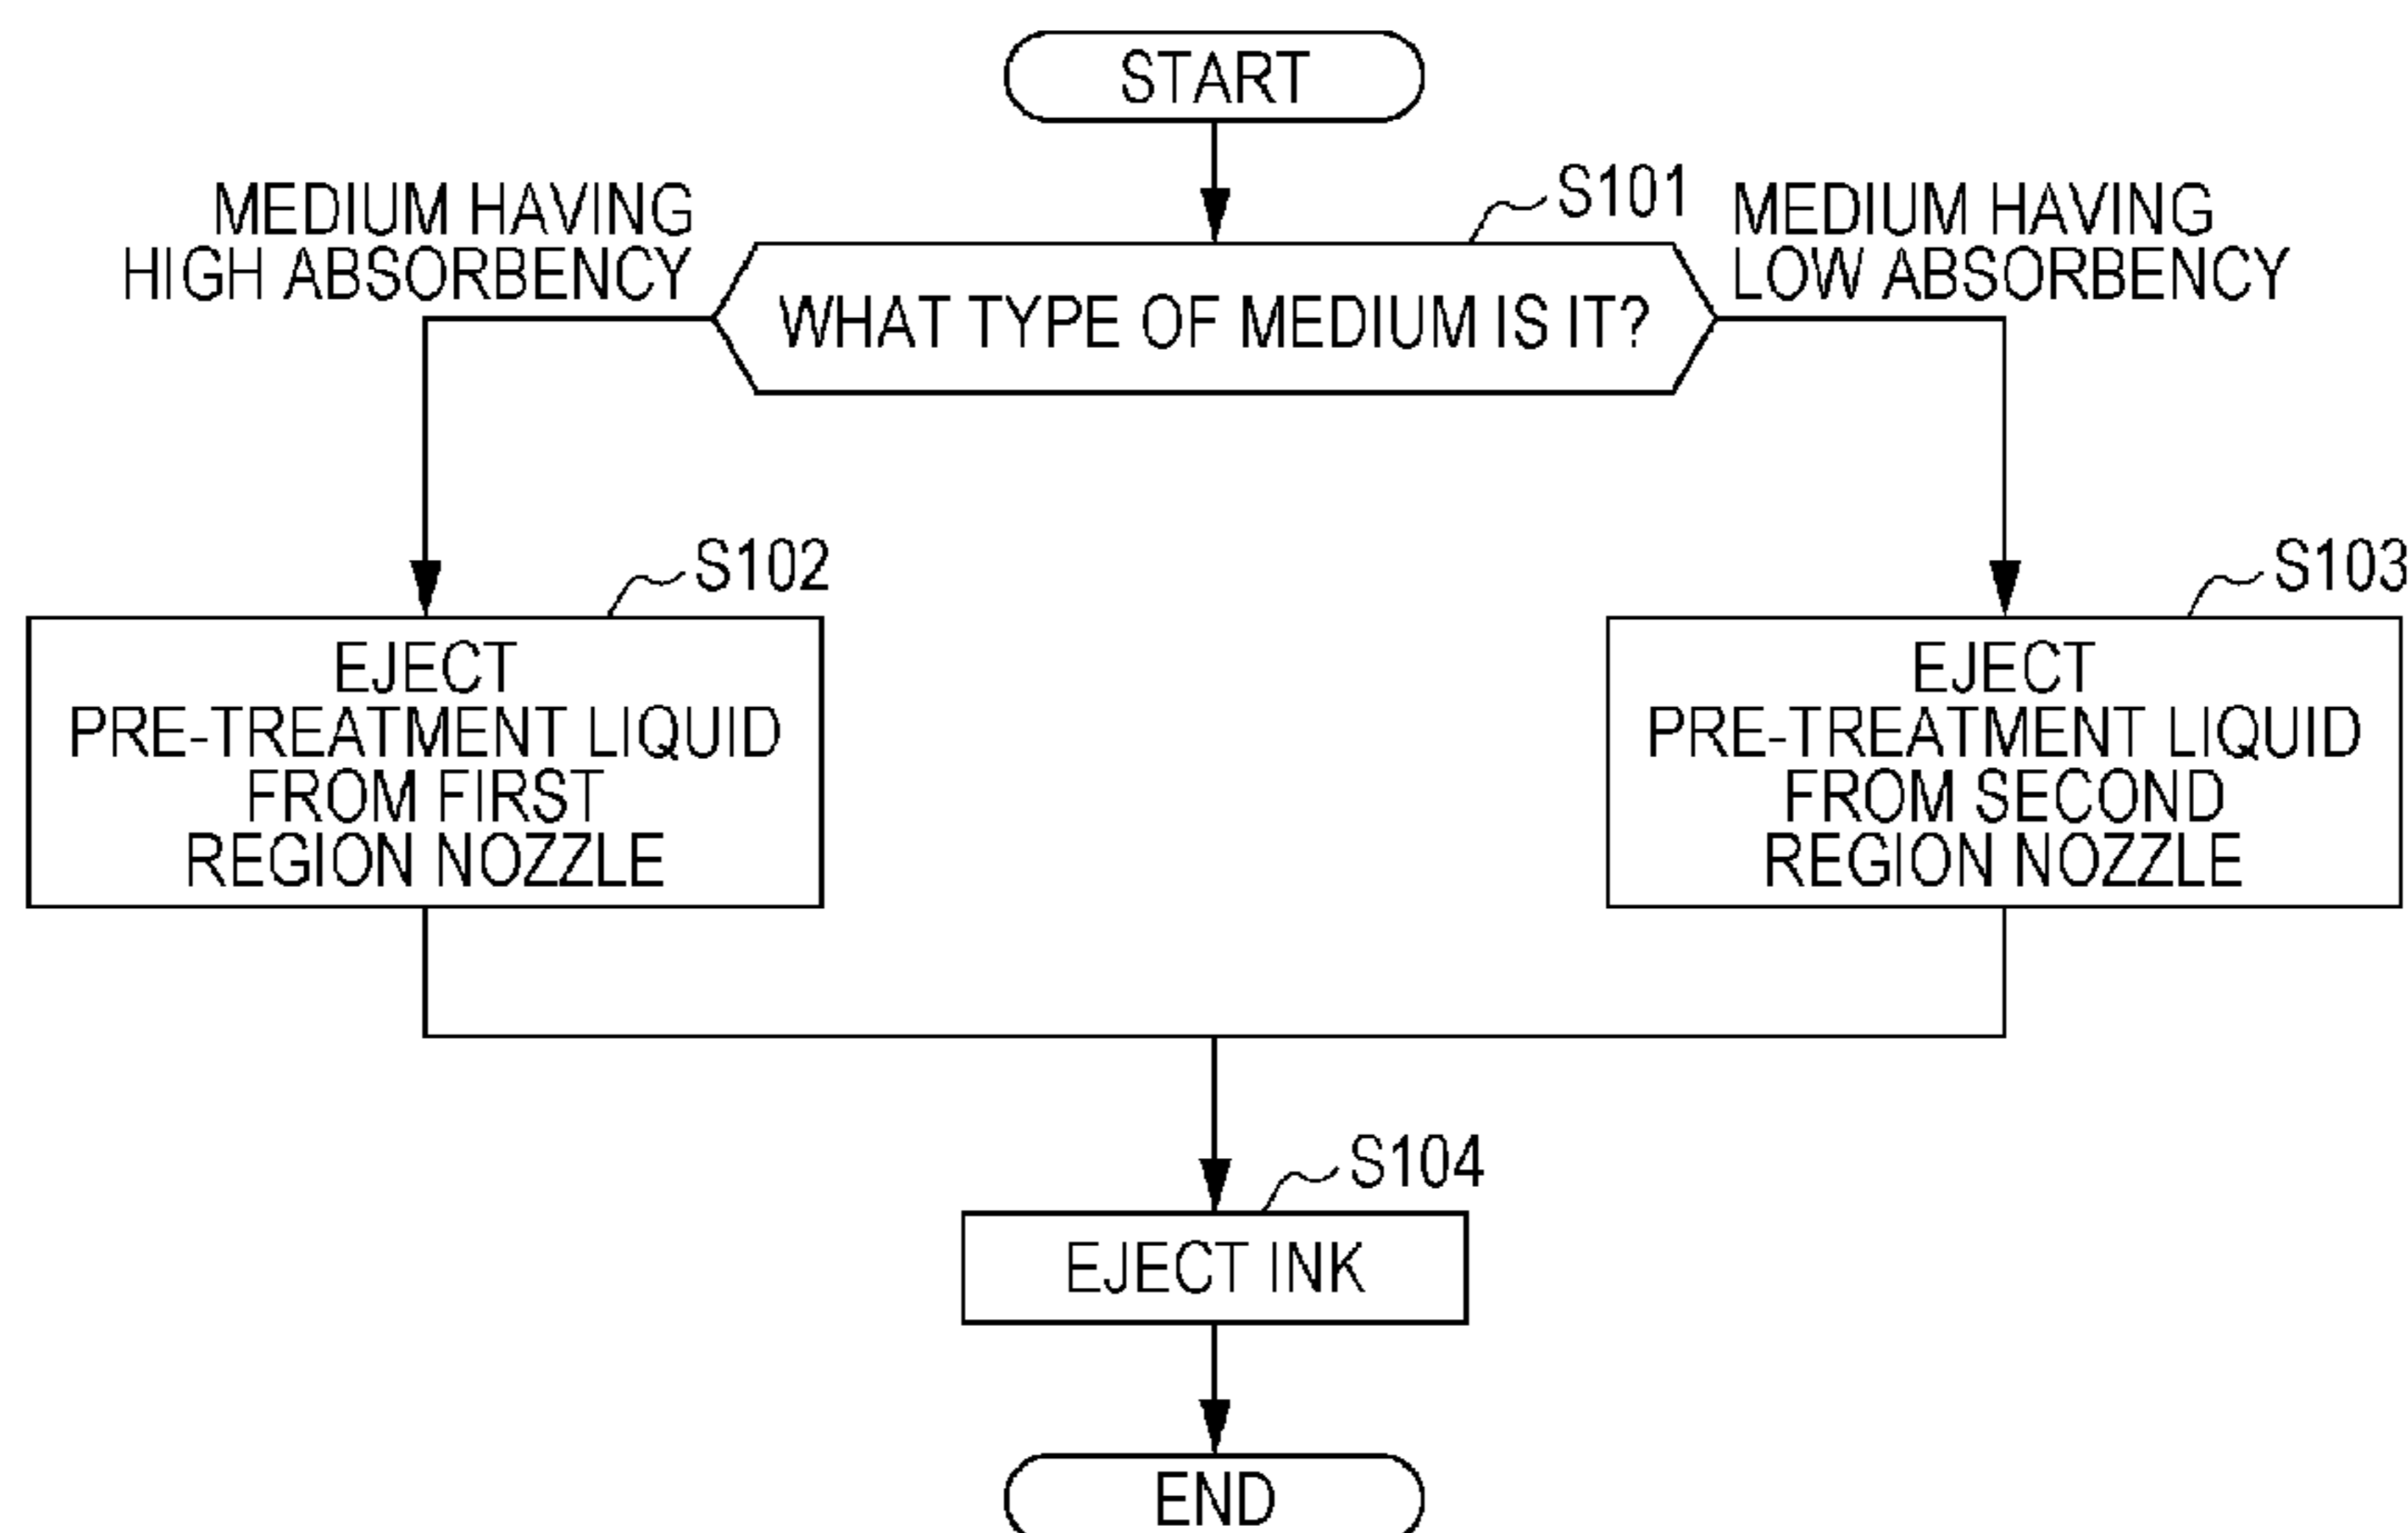 START
S101
MEDIUM HAVING
HIGH ABSORBENCY
MEDIUM HAVING
LOW ABSORBENCY
WHAT TYPE OF MEDIUM IS IT?
S102
EJECT
PRE-TREATMENT LIQUID
FROM FIRST
REGION NOZZLE
S103
EJECT
PRE-TREATMENT LIQUID
FROM SECOND
REGION NOZZLE
S104
EJECT INK
END